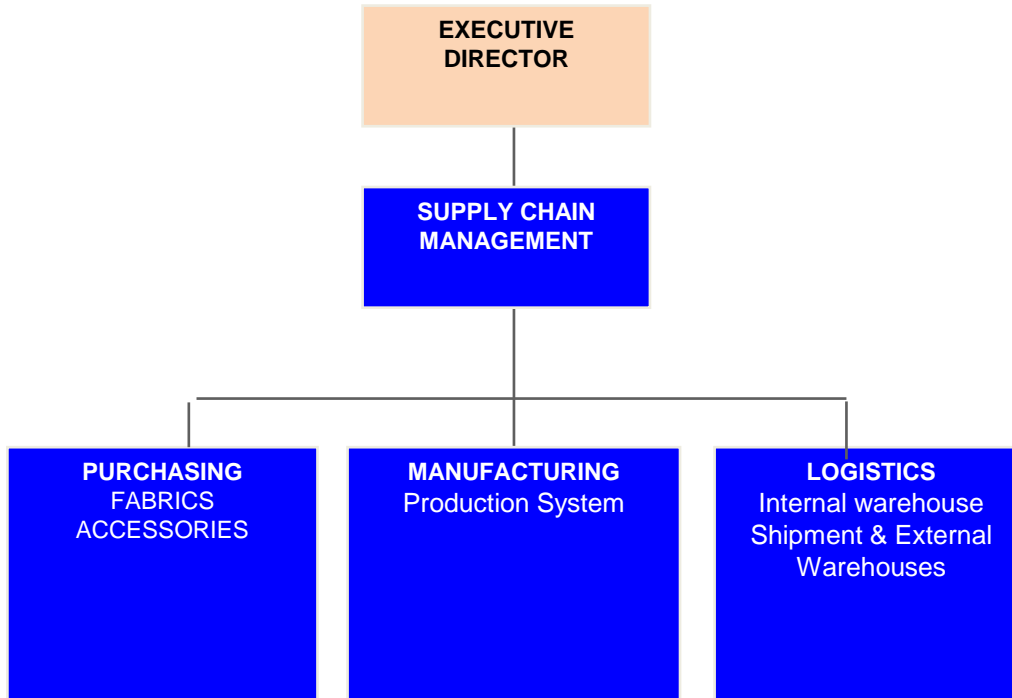 EXECUTIVE
DIRECTOR
SUPPLY CHAIN
MANAGEMENT
PURCHASING
FABRICS
ACCESSORIES
MANUFACTURING
Production System
LOGISTICS
Internal warehouse
Shipment & External
Warehouses